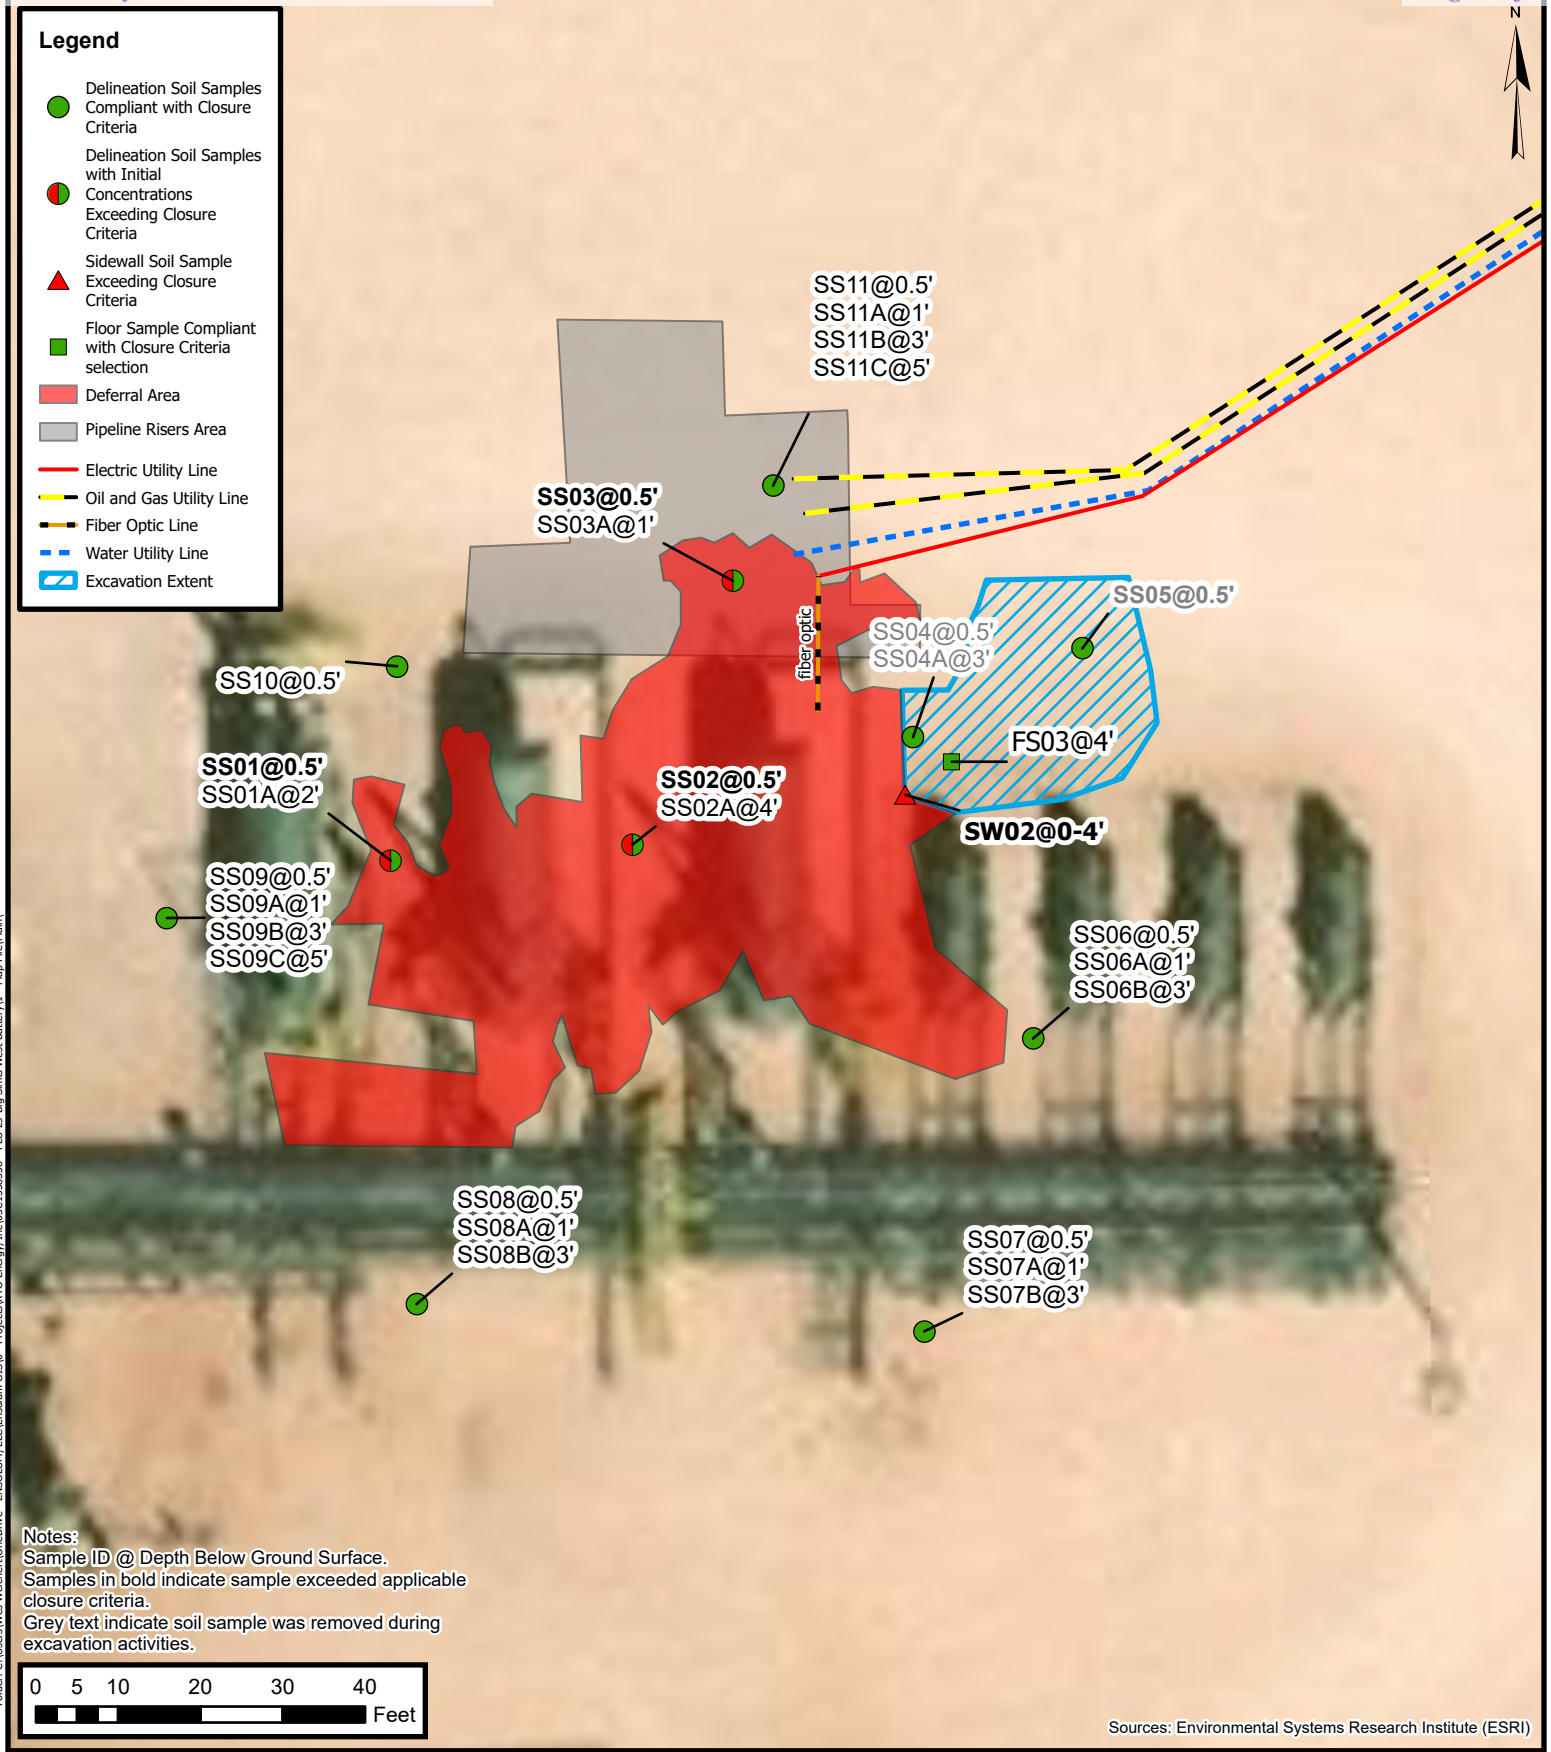 Legend
Delineation Soil Samples
Compliant with Closure
Criteria
Delineation Soil Samples
with Initial
Concentrations
Exceeding Closure
Criteria
Sidewall Soil Sample
Exceeding Closure
Criteria
Floor Sample Compliant
with Closure Criteria
selection
Deferral Area
Pipeline Risers Area
Electric Utility Line
Oil and Gas Utility Line
Fiber Optic Line
Water Utility Line
Excavation Extent
N
SS11@0.5'
SS11A@1'
SS11B@3'
SS11C@5'
SS03@0.5'
SS03A@1'
SS05@0.5'
SS04@0.5'
SS04A@3'
fiber optic
SS10@0.5'
FS03@4'
SS01@0.5'
SS01A@2'
SS02@0.5'
SS02A@4'
SW02@0-4'
SS09@0.5'
SS09A@1'
SS09B@3'
SS09C@5'
SS06@0.5'
SS06A@1'
SS06B@3'
SS08@0.5'
SS08A@1'
SS08B@3'
SS07@0.5'
SS07A@1'
SS07B@3'
Notes:
Sample ID @ Depth Below Ground Surface.
Samples in bold indicate sample exceeded applicable
closure criteria.
Grey text indicate soil sample was removed during
excavation activities.
0 5 10 20 30 40
Feet
Sources: Environmental Systems Research Institute (ESRI)